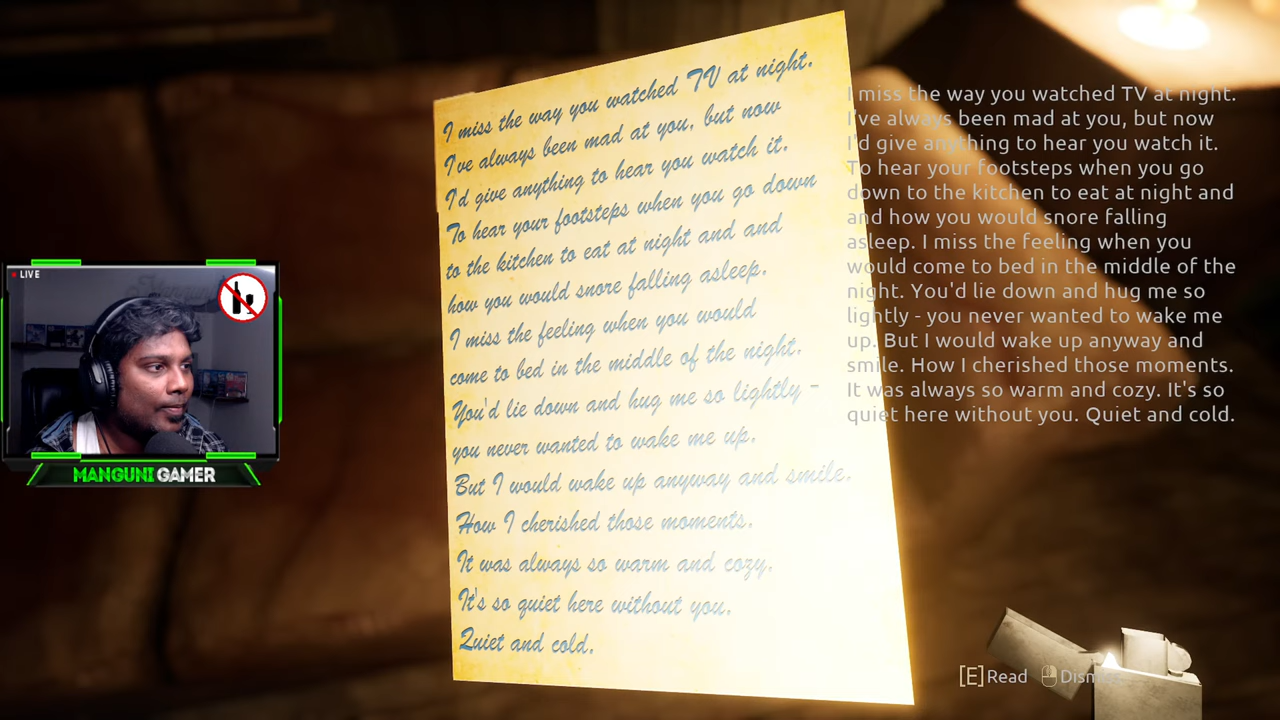 I miss the way you watched TV at night.
I've always been mad at you, but now
I'd give anything to hear you watch it.
To hear your footsteps when you go down
to the kitchen to eat at night and and
how you would snore falling asleep.
I miss the feeling when you would
come to bed in the middle of the night.
You'd lie down and hug me so lightly -
you never wanted to wake me up.
But I would wake up anyway and smile.
How I cherished those moments.
It was always so warm and cozy.
It's so quiet here without you.
Quiet and cold.
I miss the way you watched TV at night.
I've always been mad at you, but now
I'd give anything to hear you watch it.
To hear your footsteps when you go
down to the kitchen to eat at night and
and how you would snore falling
asleep. I miss the feeling when you
would come to bed in the middle of the
night. You'd lie down and hug me so
lightly - you never wanted to wake me
up. But I would wake up anyway and
smile. How I cherished those moments.
It was always so warm and cozy. It's so
quiet here without you. Quiet and cold.
LIVE
MANGUNI GAMER
[E] Read Dismiss